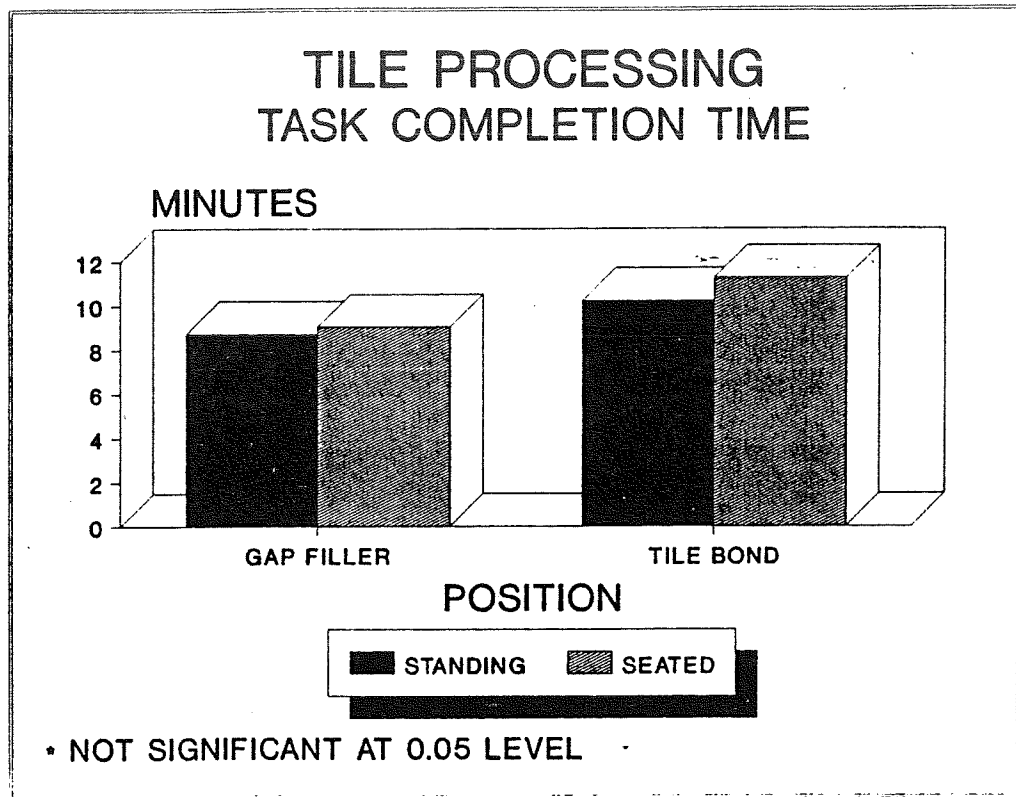 TILE PROCESSING
TASK COMPLETION TIME
MINUTES
12
10
8
6
4
2
0
GAP FILLER TILE BOND
POSITION
STANDING SEATED
* NOT SIGNIFICANT AT 0.05 LEVEL